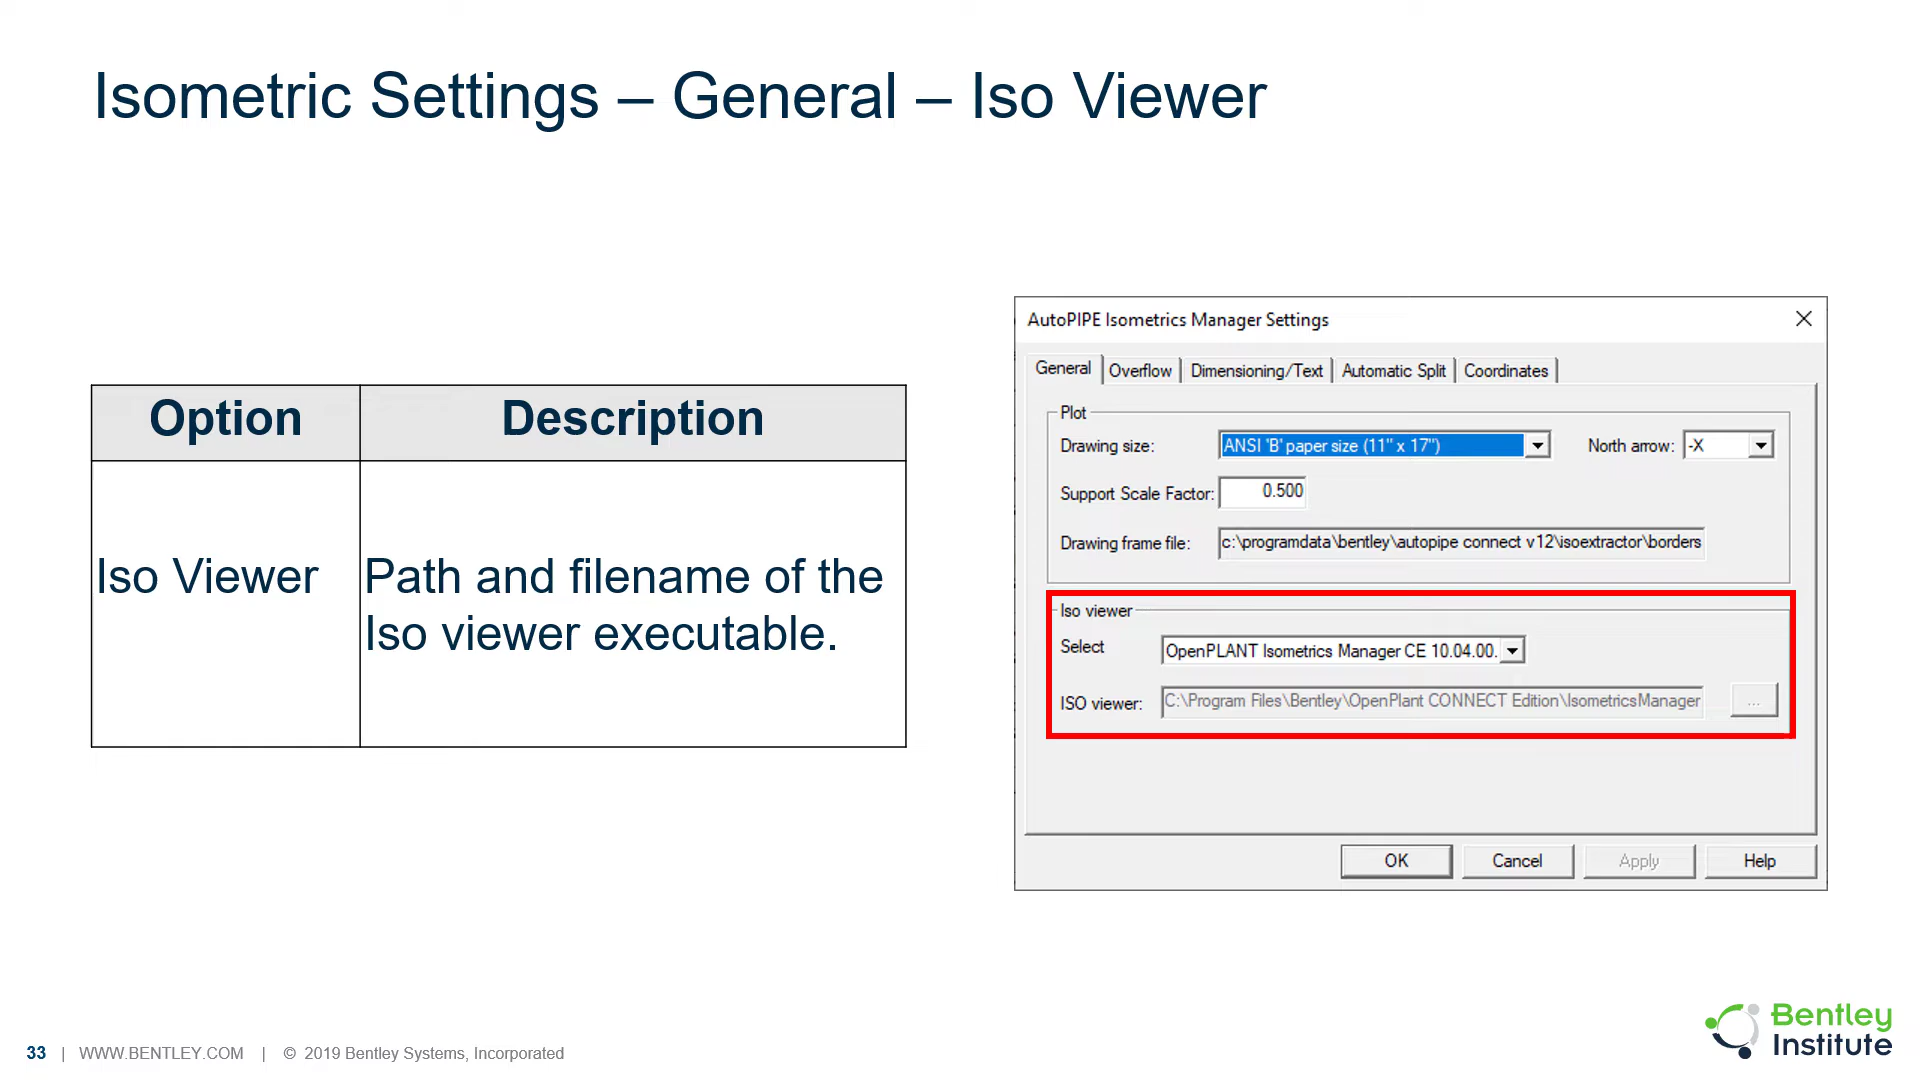 Isometric Settings – General – Iso Viewer
Option Description
Iso Viewer Path and filename of the
Iso viewer executable.
AutoPIPE Isometrics Manager Settings
General Overflow Dimensioning/Text Automatic Split Coordinates
Plot
Drawing size: ANSI 'B' paper size (11" x 17") North arrow: -X
Support Scale Factor: 0.500
Drawing frame file: c:\programdata\bentley\autopipe connect v12\isoextractor\borders
Iso viewer
Select OpenPLANT Isometrics Manager CE 10.04.00.
ISO viewer: C:\Program Files\Bentley\OpenPlant CONNECT Edition\IsometricsManager ...
OK Cancel Apply Help
33 | WWW.BENTLEY.COM | © 2019 Bentley Systems, Incorporated
Bentley
Institute